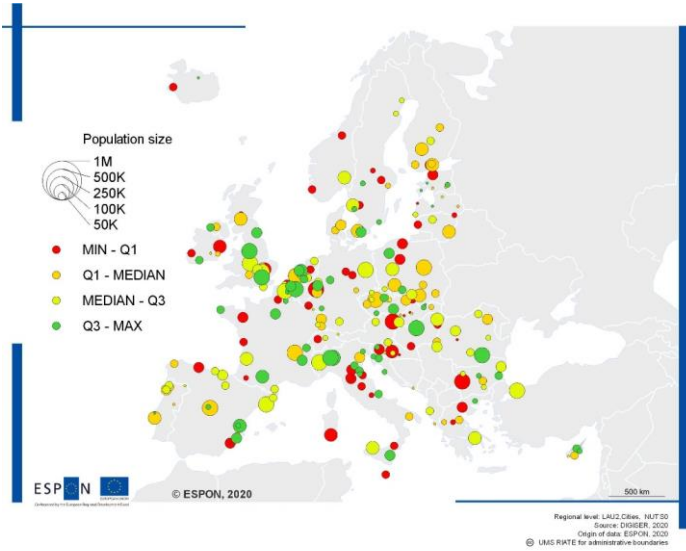 Population size
1M
500K
250K
100K
50K
MIN - Q1
Q1 - MEDIAN
MEDIAN - Q3
Q3 - MAX
ESPON
© ESPON, 2020
500 km
Regional level: LAU2,Cities, NUTS0
Source: DIGISER, 2020
Origin of data: ESPON, 2020
© UMS RIATE for administrative boundaries